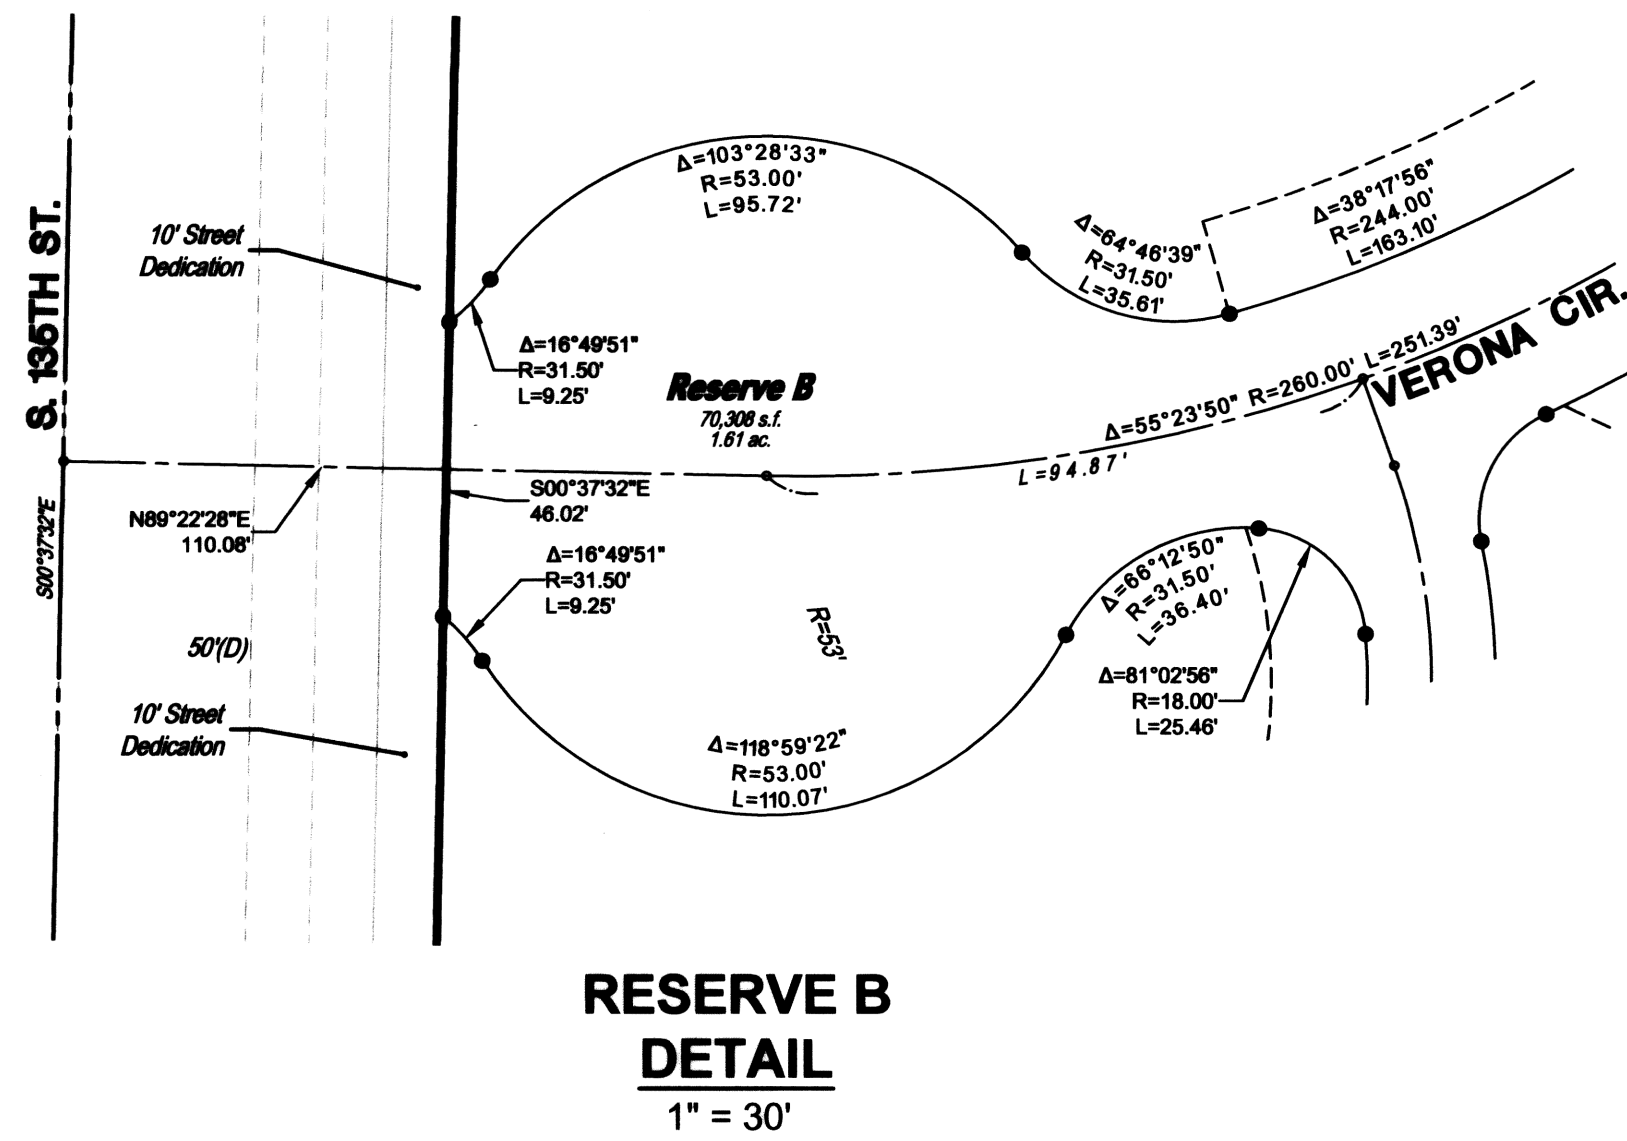 S. 135TH ST.
10' Street
Dedication
Δ=103°28'33"
R=53.00'
L=95.72'
Δ=64°46'39"
R=31.50'
L=35.61'
Δ=38°17'56"
R=244.00'
L=163.10'
Δ=16°49'51"
R=31.50'
L=9.25'
Reserve B
70,308 s.f.
1.61 ac.
Δ=55°23'50" R=260.00' L=251.39'
VERONA CIR.
L=94.87'
S00°37'32"E
N89°22'28"E
110.08'
S00°37'32"E
46.02'
Δ=16°49'51"
R=31.50'
L=9.25'
R=53'
Δ=66°12'50"
R=31.50'
L=36.40'
50'(D)
Δ=81°02'56"
R=18.00'
L=25.46'
10' Street
Dedication
Δ=118°59'22"
R=53.00'
L=110.07'
RESERVE B
DETAIL
1" = 30'